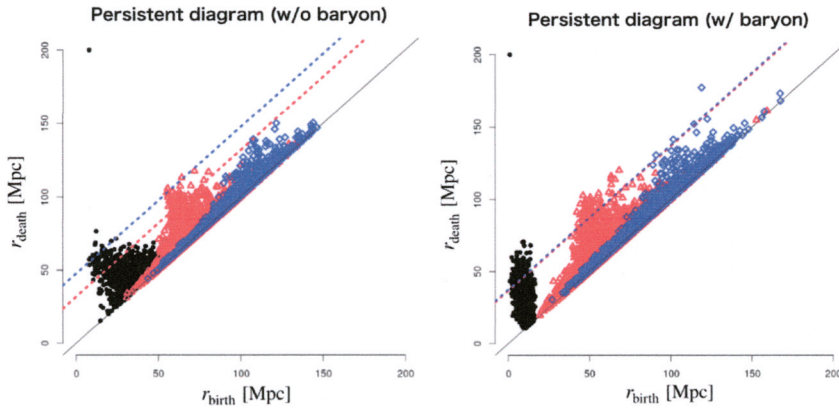 Persistent diagram (w/o baryon)
200
150
100
50
0
r_death [Mpc]
0 50 100 150 200
r_birth [Mpc]
Persistent diagram (w/ baryon)
200
150
100
50
0
r_death [Mpc]
0 50 100 150 200
r_birth [Mpc]